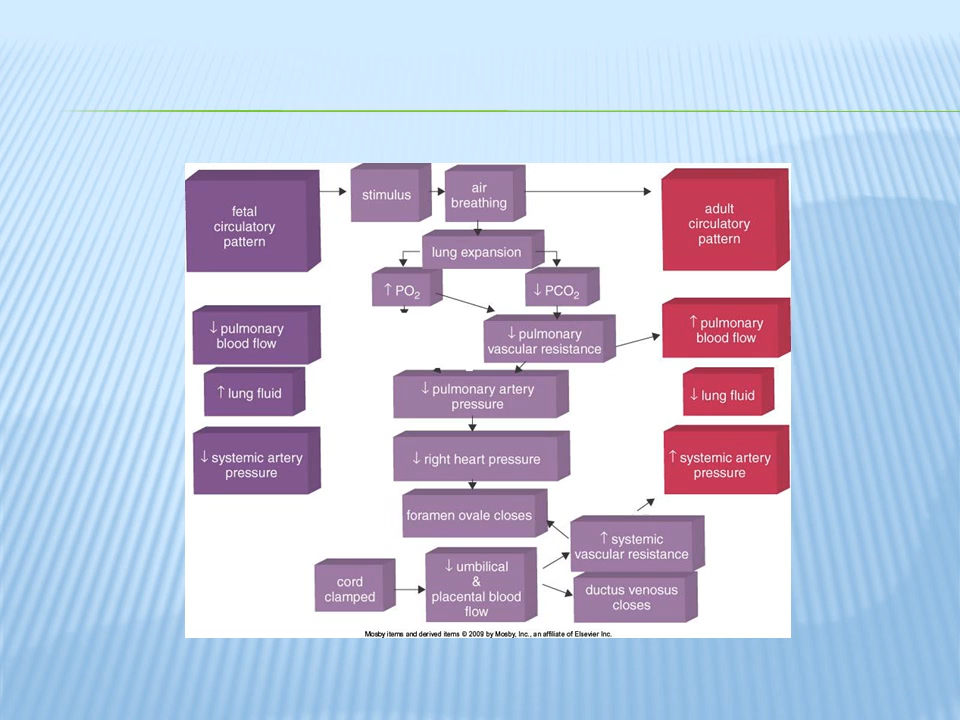 fetal
circulatory
pattern
stimulus
air
breathing
adult
circulatory
pattern
lung expansion
↑ PO₂
↓ PCO₂
↓ pulmonary
blood flow
↓ pulmonary
vascular resistance
↑ pulmonary
blood flow
↑ lung fluid
↓ pulmonary artery
pressure
↓ lung fluid
↓ systemic artery
pressure
↓ right heart pressure
↑ systemic artery
pressure
foramen ovale closes
↑ systemic
vascular resistance
cord
clamped
↓ umbilical
&
placental blood
flow
ductus venosus
closes
Mosby items and derived items © 2009 by Mosby, Inc., an affiliate of Elsevier Inc.